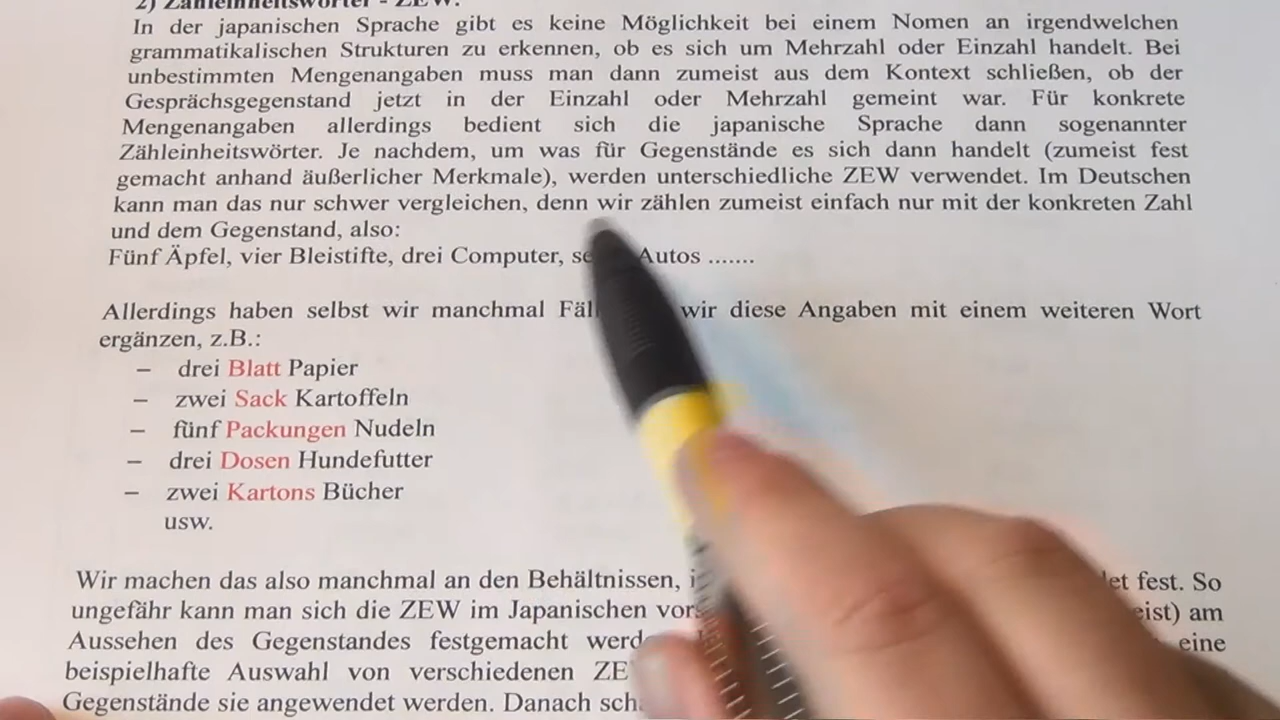 2) Zähleinheitswörter - ZEW:
In der japanischen Sprache gibt es keine Möglichkeit bei einem Nomen an irgendwelchen
grammatikalischen Strukturen zu erkennen, ob es sich um Mehrzahl oder Einzahl handelt. Bei
unbestimmten Mengenangaben muss man dann zumeist aus dem Kontext schließen, ob der
Gesprächsgegenstand jetzt in der Einzahl oder Mehrzahl gemeint war. Für konkrete
Mengenangaben allerdings bedient sich die japanische Sprache dann sogenannter
Zähleinheitswörter. Je nachdem, um was für Gegenstände es sich dann handelt (zumeist fest
gemacht anhand äußerlicher Merkmale), werden unterschiedliche ZEW verwendet. Im Deutschen
kann man das nur schwer vergleichen, denn wir zählen zumeist einfach nur mit der konkreten Zahl
und dem Gegenstand, also:
Fünf Äpfel, vier Bleistifte, drei Computer, Autos .......
Allerdings haben selbst wir manchmal wir diese Angaben mit einem weiteren Wort
ergänzen, z.B.:
– drei Blatt Papier
– zwei Sack Kartoffeln
– fünf Packungen Nudeln
– drei Dosen Hundefutter
– zwei Kartons Bücher
usw.
Wir machen das also manchmal an den Behältnissen, fest. So
ungefähr kann man sich die ZEW im Japanischen am
Aussehen des Gegenstandes festgemacht eine
beispielhafte Auswahl von verschiedenen
Gegenstände sie angewendet werden. Danach